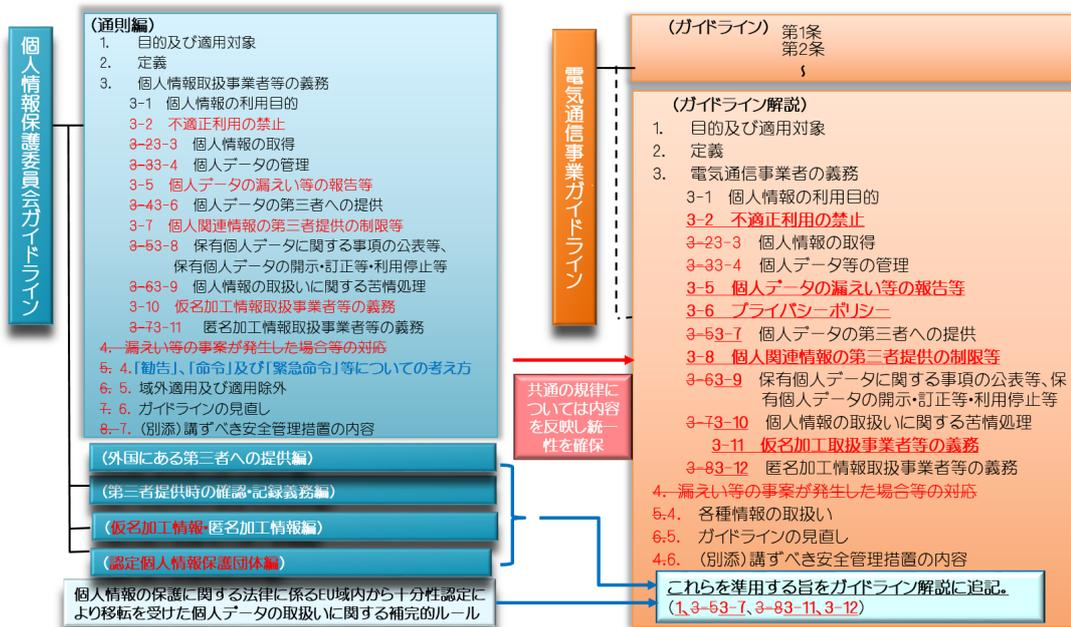 個人情報保護委員会ガイドライン
(通則編)
1. 目的及び適用対象
2. 定義
3. 個人情報取扱事業者等の義務
3-1 個人情報の利用目的
3-2 不適正利用の禁止
3-23-3 個人情報の取得
3-33-4 個人データの管理
3-5 個人データの漏えい等の報告等
3-43-6 個人データの第三者への提供
3-7 個人関連情報の第三者提供の制限等
3-53-8 保有個人データに関する事項の公表等、
保有個人データの開示・訂正等・利用停止等
3-63-9 個人情報の取扱いに関する苦情処理
3-10 仮名加工情報取扱事業者等の義務
3-73-11 匿名加工情報取扱事業者等の義務
4. 漏えい等の事案が発生した場合等の対応
5. 4.「勧告」、「命令」及び「緊急命令」等についての考え方
6. 5. 域外適用及び適用除外
7. 6. ガイドラインの見直し
8. 7. (別添)講ずべき安全管理措置の内容
(外国にある第三者への提供編)
(第三者提供時の確認・記録義務編)
(仮名加工情報・匿名加工情報編)
(認定個人情報保護団体編)
個人情報の保護に関する法律に係るEU域内から十分性認定に
より移転を受けた個人データの取扱いに関する補完的ルール
共通の規律に
ついては内容
を反映し統一
性を確保
電気通信事業ガイドライン
(ガイドライン) 第1条
第2条
～
(ガイドライン解説)
1. 目的及び適用対象
2. 定義
3. 電気通信事業者の義務
3-1 個人情報の利用目的
3-2 不適正利用の禁止
3-23-3 個人情報の取得
3-33-4 個人データ等の管理
3-5 個人データの漏えい等の報告等
3-6 プライバシーポリシー
3-53-7 個人データの第三者への提供
3-8 個人関連情報の第三者提供の制限等
3-63-9 保有個人データに関する事項の公表等、保
有個人データの開示・訂正等・利用停止等
3-73-10 個人情報の取扱いに関する苦情処理
3-11 仮名加工取扱事業者等の義務
3-83-12 匿名加工情報取扱事業者等の義務
4. 漏えい等の事案が発生した場合等の対応
5.4. 各種情報の取扱い
6.5. ガイドラインの見直し
4.6. (別添)講ずべき安全管理措置の内容
これらを準用する旨をガイドライン解説に追記。
(1、3-53-7、3-83-11、3-12)